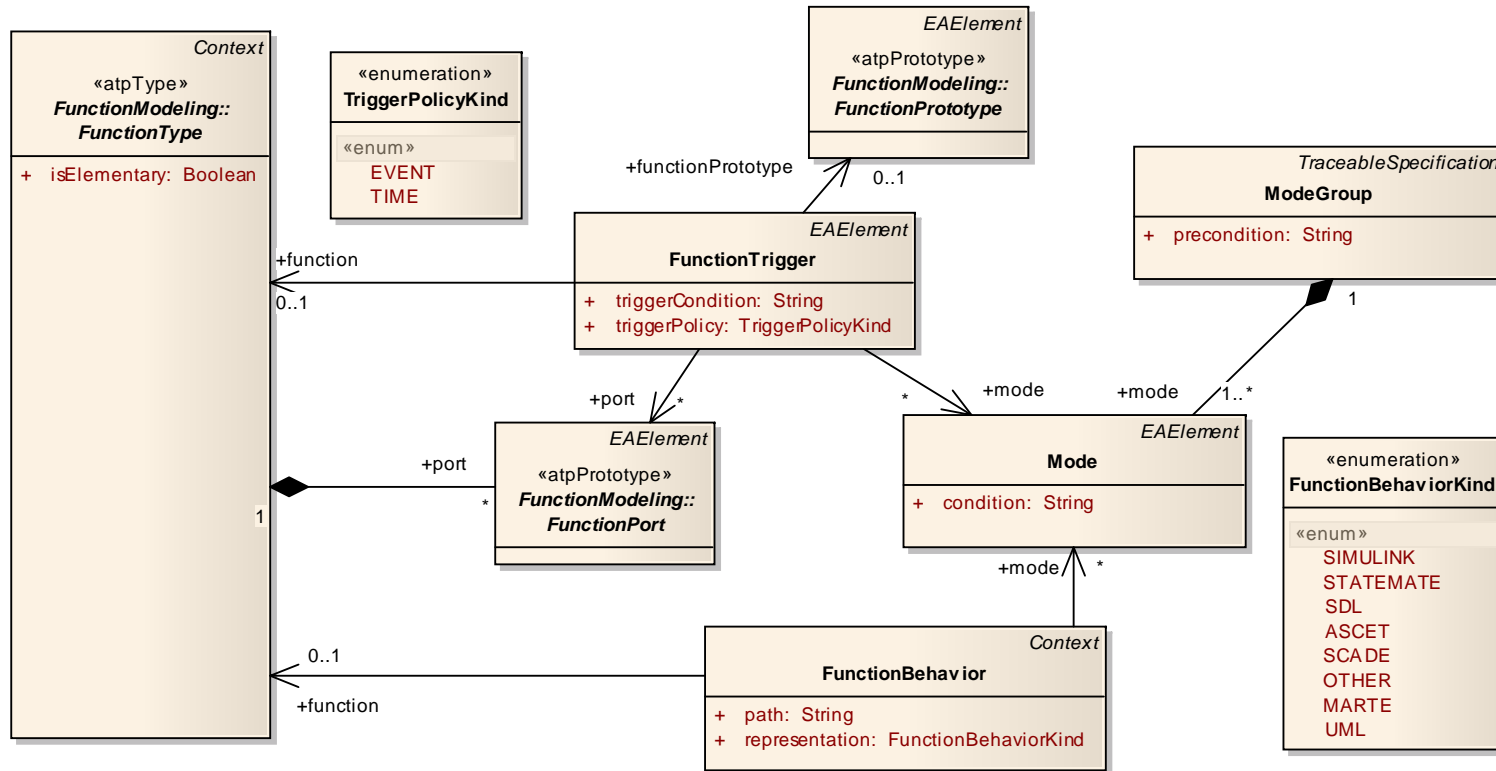 Context
«atpType»
FunctionModeling::
FunctionType
+ isElementary: Boolean
«enumeration»
TriggerPolicyKind
«enum»
EVENT
TIME
EAElement
«atpPrototype»
FunctionModeling::
FunctionPrototype
+functionPrototype
0..1
TraceableSpecification
ModeGroup
+ precondition: String
EAElement
FunctionTrigger
+ triggerCondition: String
+ triggerPolicy: TriggerPolicyKind
+function
0..1
1
+port
*
+mode
*
+mode
1..*
EAElement
«atpPrototype»
FunctionModeling::
FunctionPort
+port
*
1
EAElement
Mode
+ condition: String
«enumeration»
FunctionBehaviorKind
«enum»
SIMULINK
STATEMATE
SDL
ASCET
SCADE
OTHER
MARTE
UML
+mode
*
0..1
+function
Context
FunctionBehavior
+ path: String
+ representation: FunctionBehaviorKind